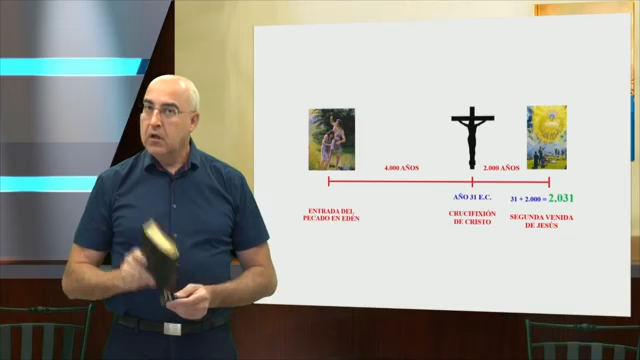 4.000 AÑOS
2.000 AÑOS
AÑO 31 E.C.
31 + 2.000 = 2.031
ENTRADA DEL
PECADO EN EDÉN
CRUCIFIXIÓN
DE CRISTO
SEGUNDA VENIDA
DE JESÚS